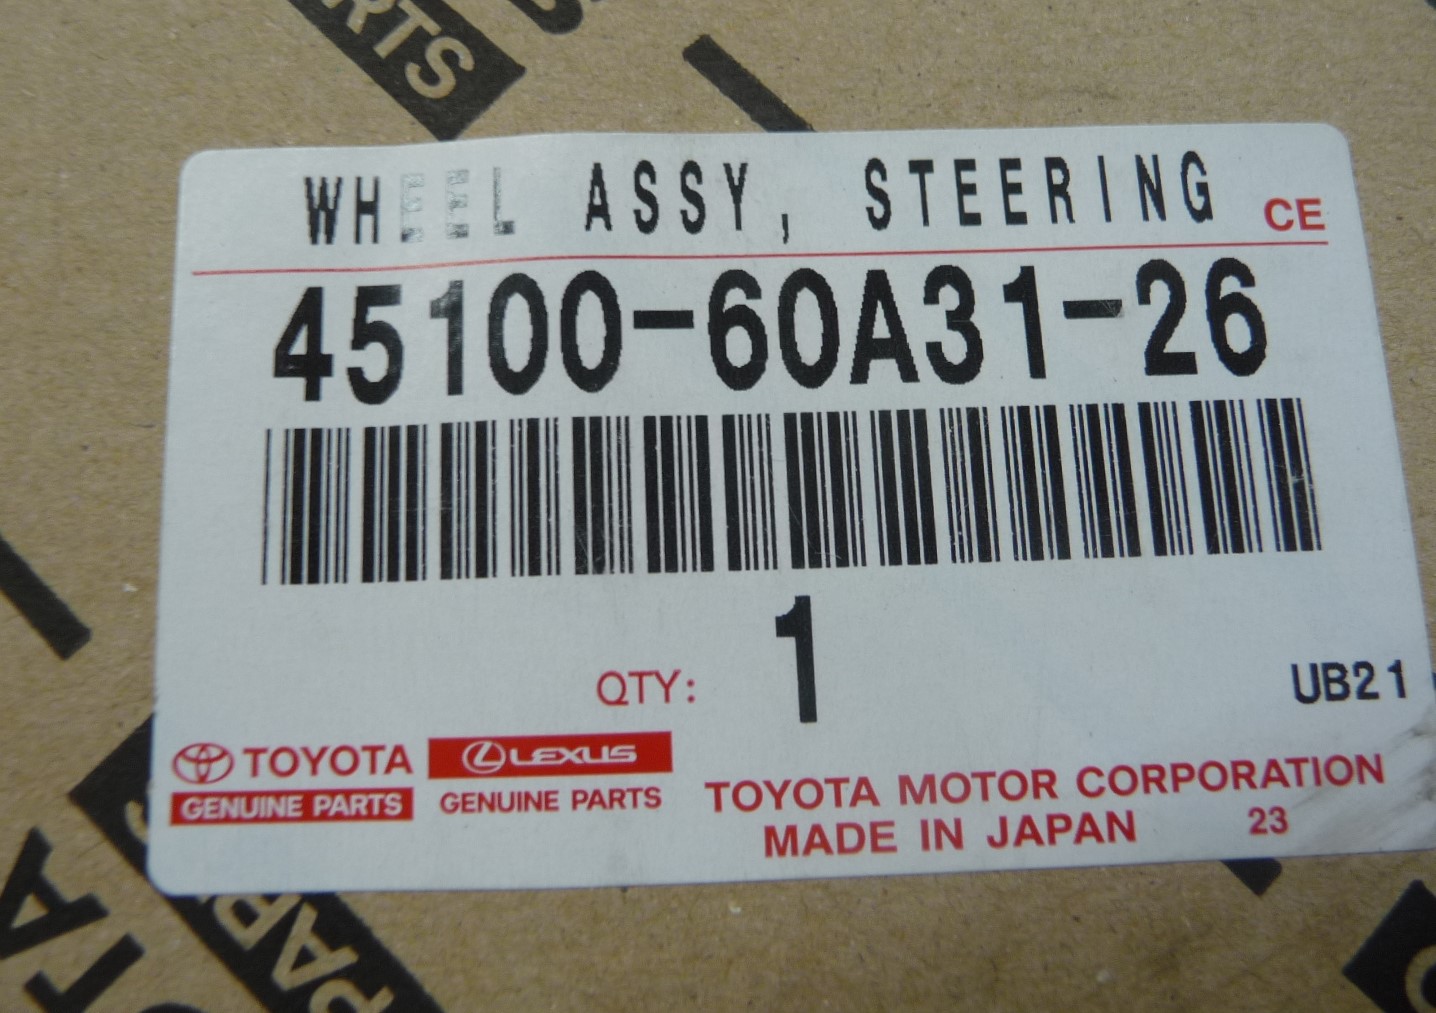 PARTS
WHEEL ASSY, STEERING CE
45100-60A31-26
QTY: 1
UB21
TOYOTA
GENUINE PARTS
LEXUS
GENUINE PARTS
TOYOTA MOTOR CORPORATION
MADE IN JAPAN 23